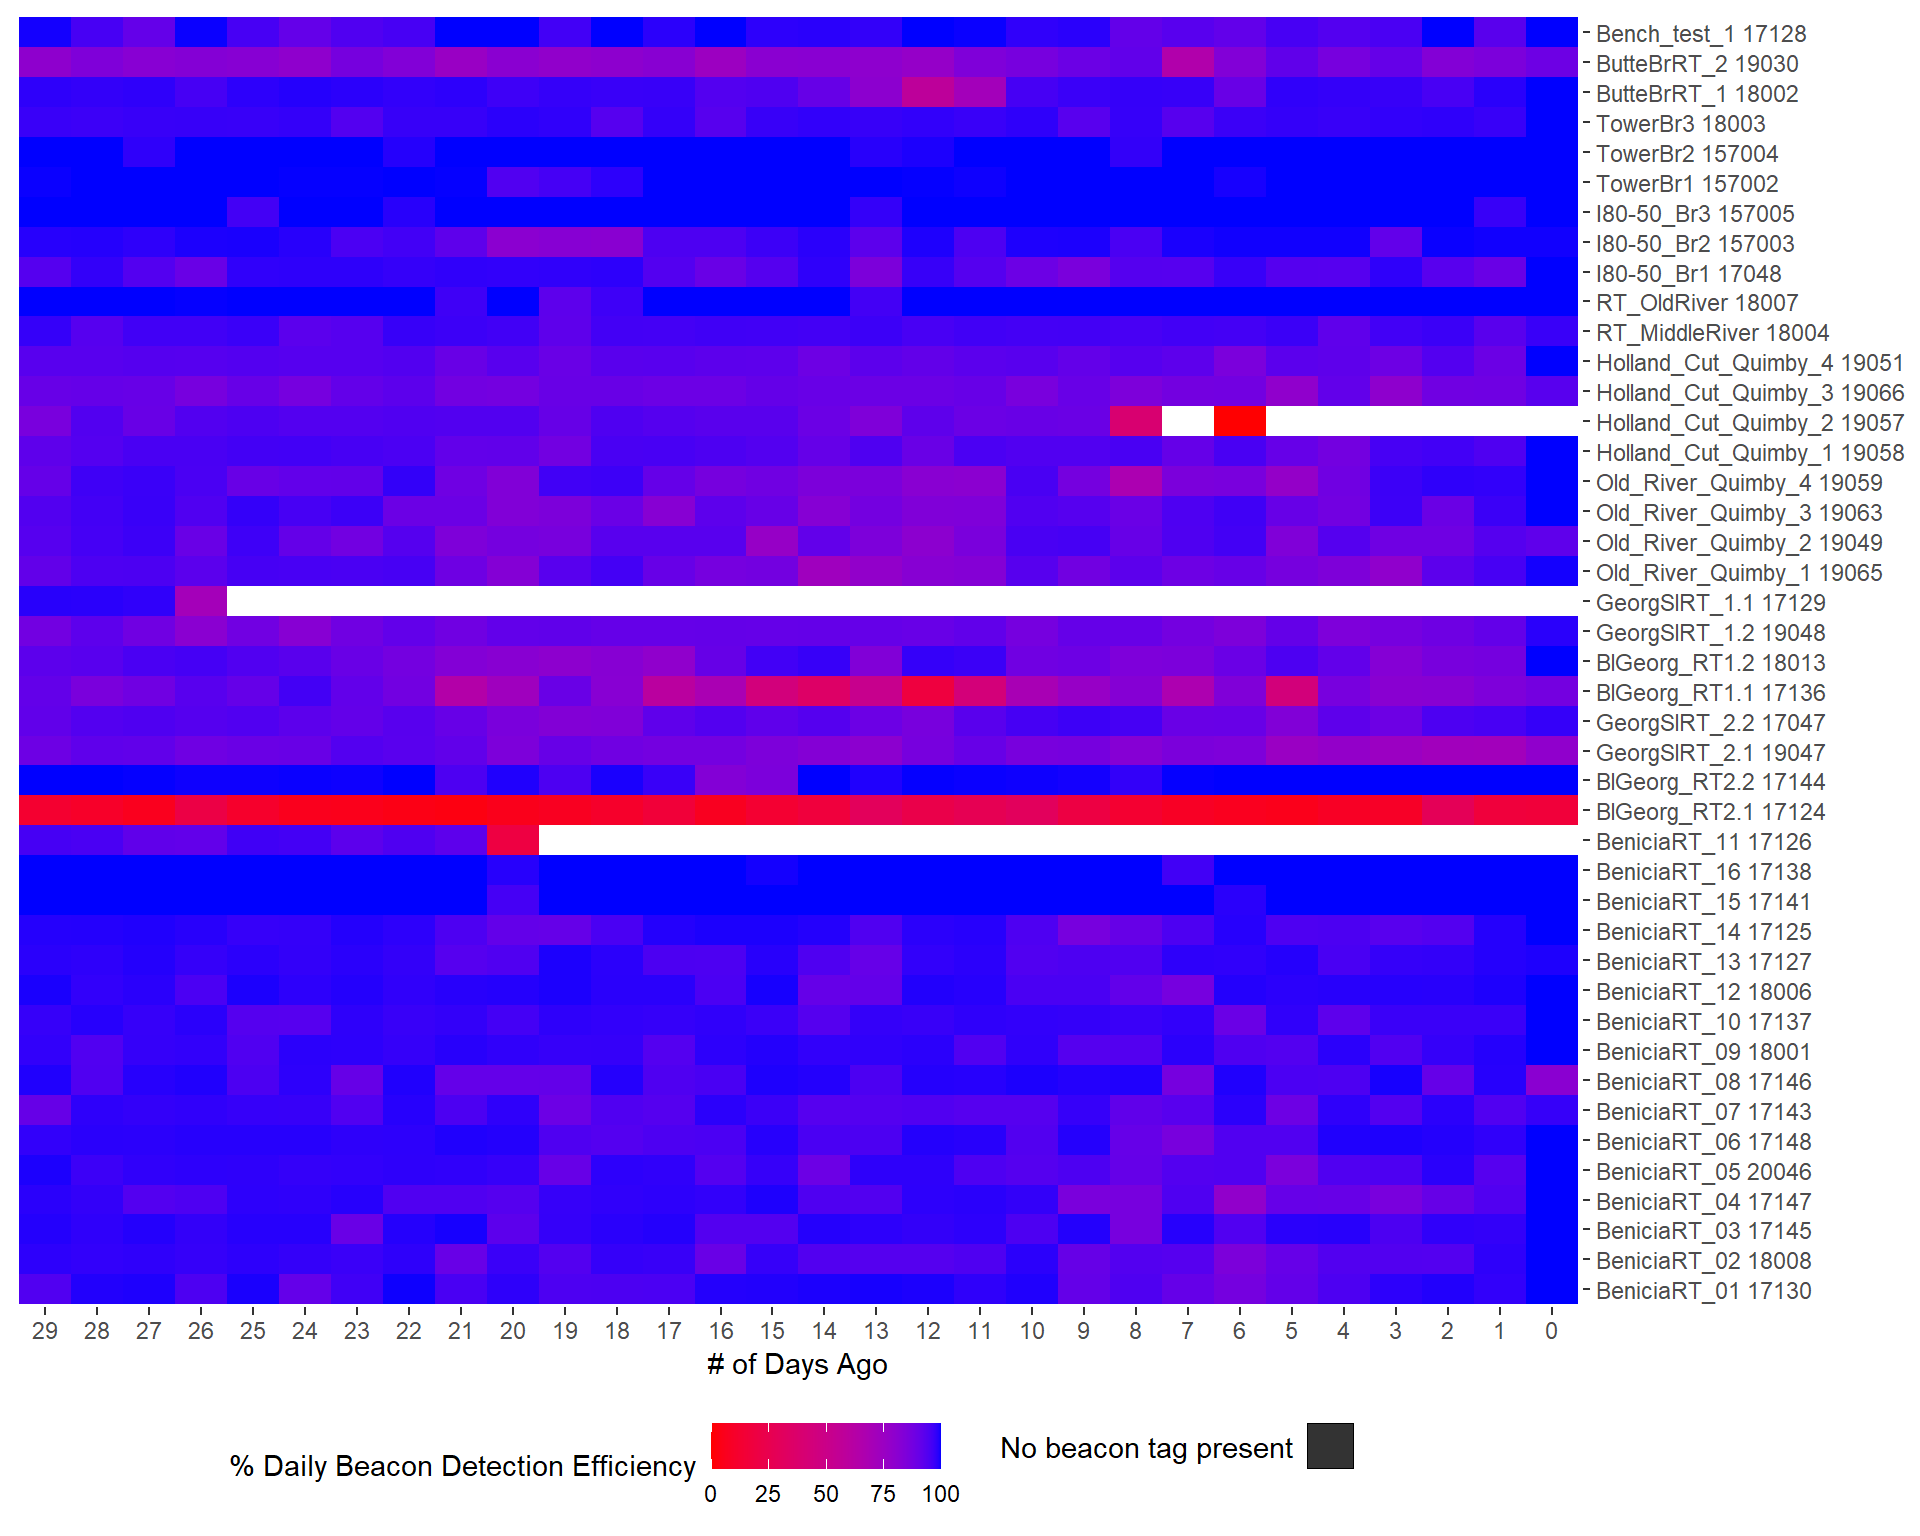 Bench_test_1 17128
ButteBrRT_2 19030
ButteBrRT_1 18002
TowerBr3 18003
TowerBr2 157004
TowerBr1 157002
I80-50_Br3 157005
I80-50_Br2 157003
I80-50_Br1 17048
RT_OldRiver 18007
RT_MiddleRiver 18004
Holland_Cut_Quimby_4 19051
Holland_Cut_Quimby_3 19066
Holland_Cut_Quimby_2 19057
Holland_Cut_Quimby_1 19058
Old_River_Quimby_4 19059
Old_River_Quimby_3 19063
Old_River_Quimby_2 19049
Old_River_Quimby_1 19065
GeorgSlRT_1.1 17129
GeorgSlRT_1.2 19048
BlGeorg_RT1.2 18013
BlGeorg_RT1.1 17136
GeorgSlRT_2.2 17047
GeorgSlRT_2.1 19047
BlGeorg_RT2.2 17144
BlGeorg_RT2.1 17124
BeniciaRT_11 17126
BeniciaRT_16 17138
BeniciaRT_15 17141
BeniciaRT_14 17125
BeniciaRT_13 17127
BeniciaRT_12 18006
BeniciaRT_10 17137
BeniciaRT_09 18001
BeniciaRT_08 17146
BeniciaRT_07 17143
BeniciaRT_06 17148
BeniciaRT_05 20046
BeniciaRT_04 17147
BeniciaRT_03 17145
BeniciaRT_02 18008
BeniciaRT_01 17130
29 28 27 26 25 24 23 22 21 20 19 18 17 16 15 14 13 12 11 10 9 8 7 6 5 4 3 2 1 0
# of Days Ago
% Daily Beacon Detection Efficiency
0 25 50 75 100
No beacon tag present